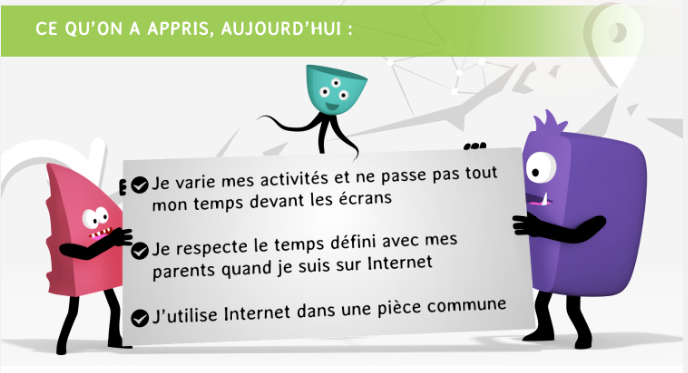 CE QU'ON A APPRIS, AUJOURD'HUI :
Je varie mes activités et ne passe pas tout
mon temps devant les écrans
Je respecte le temps défini avec mes
parents quand je suis sur Internet
J'utilise Internet dans une pièce commune